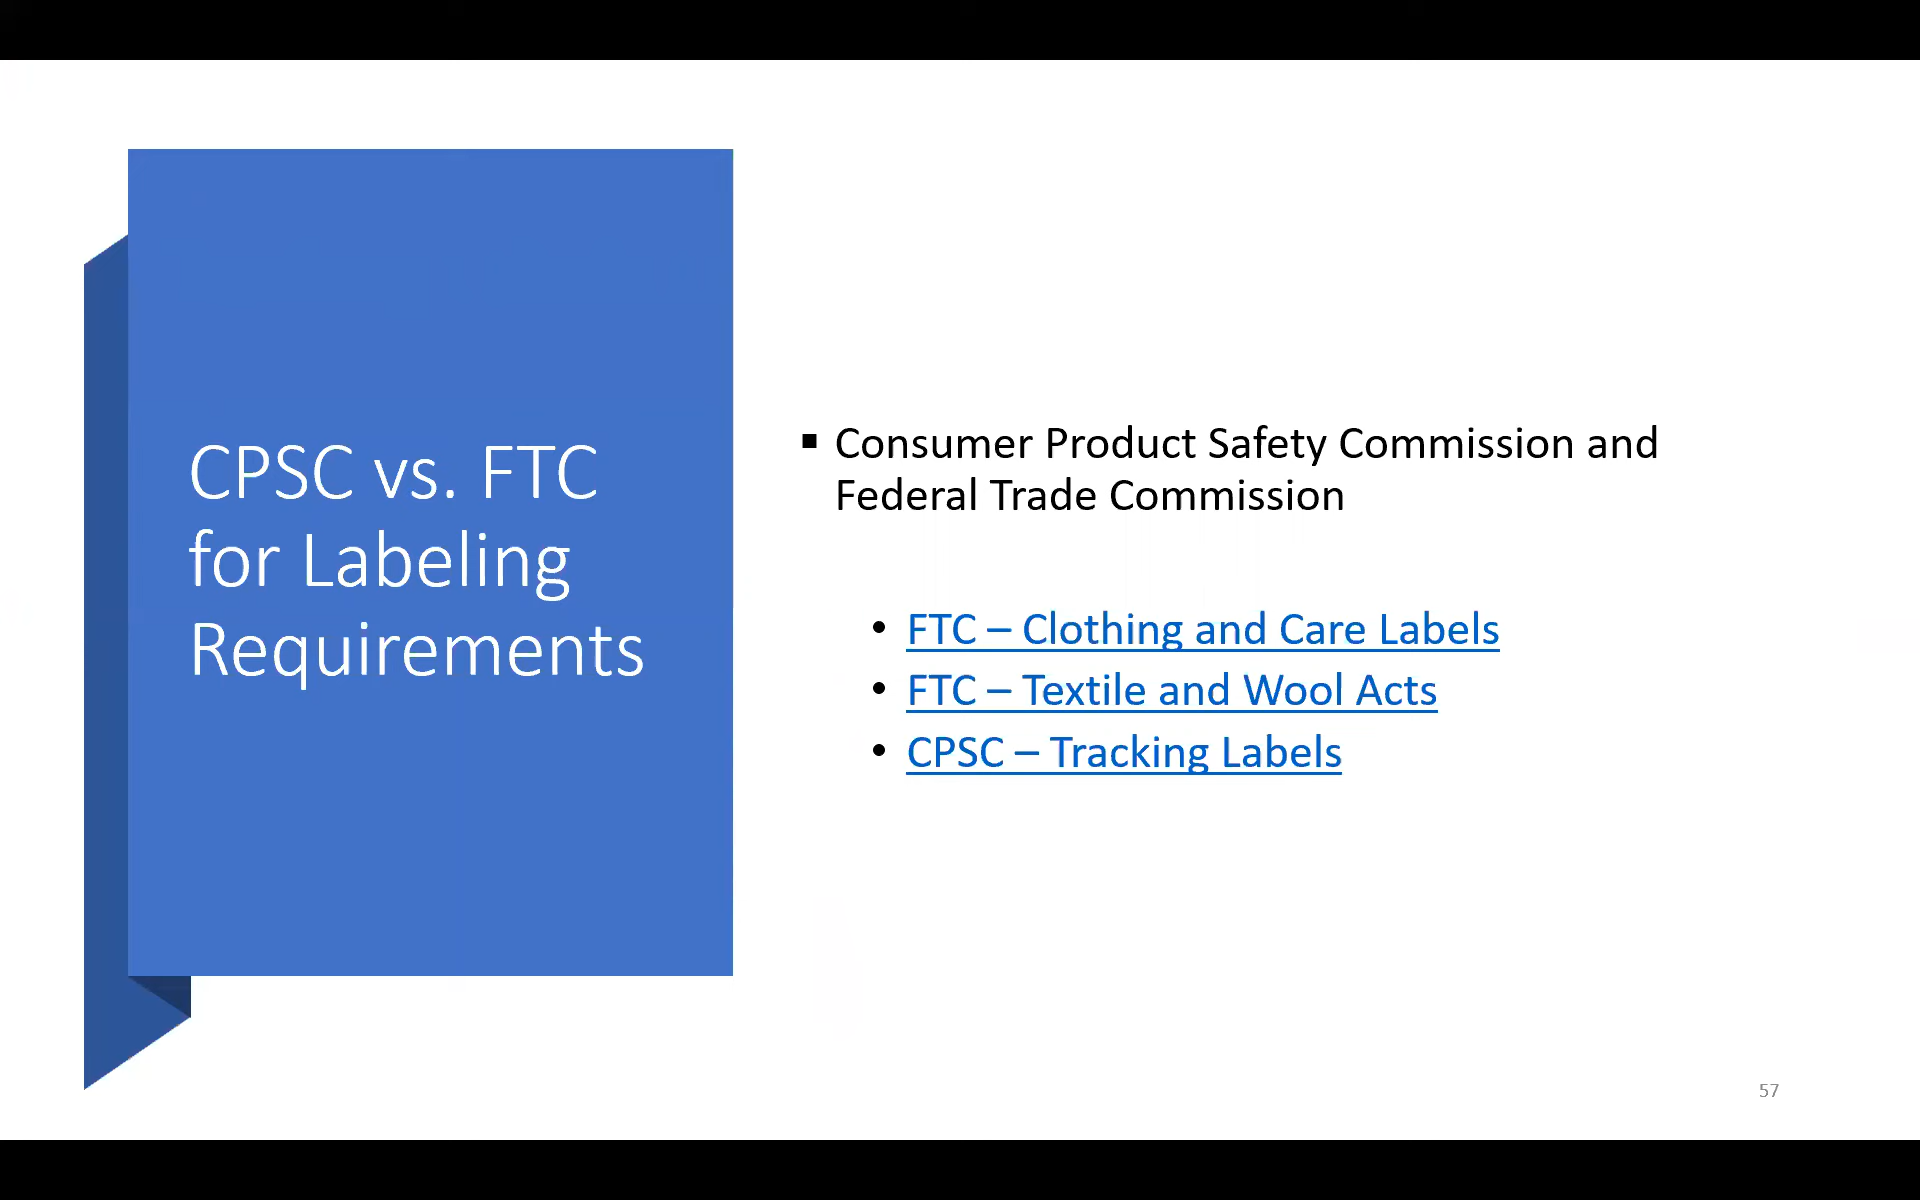 CPSC vs. FTC
for Labeling
Requirements
▪ Consumer Product Safety Commission and
Federal Trade Commission
• FTC – Clothing and Care Labels
• FTC – Textile and Wool Acts
• CPSC – Tracking Labels
57